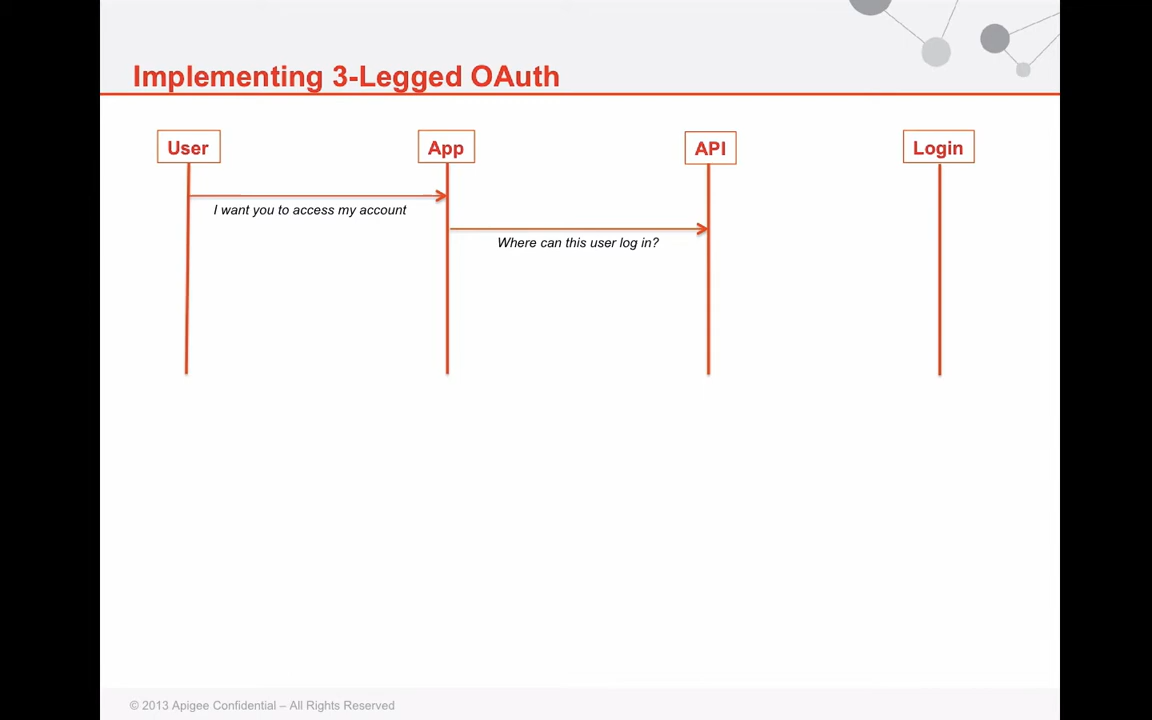 Implementing 3-Legged OAuth
User
App
API
Login
I want you to access my account
Where can this user log in?
© 2013 Apigee Confidential – All Rights Reserved